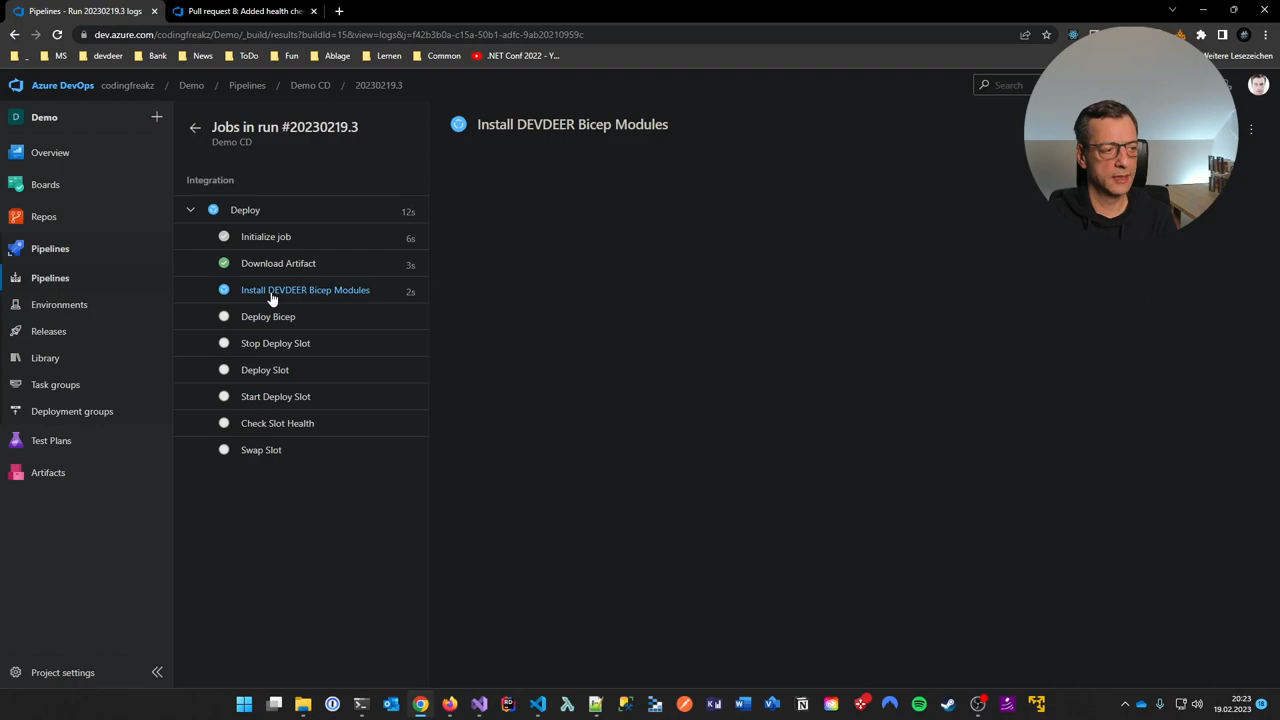 Pipelines - Run 20230219.3 logs
Pull request & Added health che
dev.azure.com/codingfreakz/Demo/_build/results?buildId=15&view=logs&j=f42b3b0a-c15a-50b1-adfc-9ab20210959c
MS
devdeer
Bank
News
ToDo
Fun
Ablage
Lernen
Common
.NET Conf 2022 - Y...
Weitere Lesezeichen
Azure DevOps
codingfreakz / Demo / Pipelines / Demo CD / 20230219.3
Search
D
Demo
Overview
Boards
Repos
Pipelines
Pipelines
Environments
Releases
Library
Task groups
Deployment groups
Test Plans
Artifacts
Project settings
Jobs in run #20230219.3
Demo CD
Integration
Deploy 12s
Initialize job 6s
Download Artifact 3s
Install DEVDEER Bicep Modules 2s
Deploy Bicep
Stop Deploy Slot
Deploy Slot
Start Deploy Slot
Check Slot Health
Swap Slot
Install DEVDEER Bicep Modules
20:23
19.02.2023